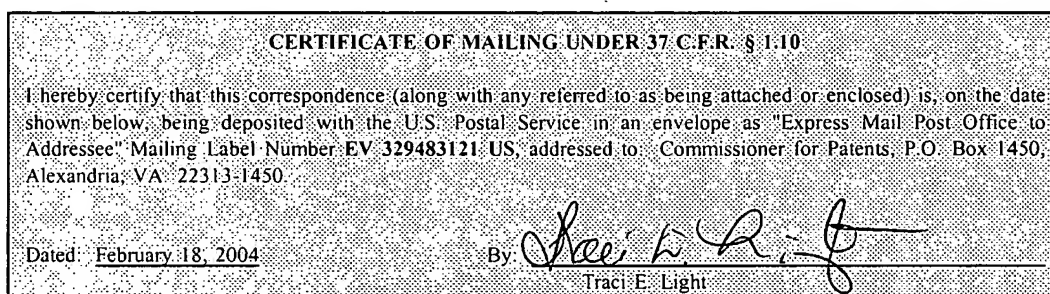 CERTIFICATE OF MAILING UNDER 37 C.F.R. § 1.10
I hereby certify that this correspondence (along with any referred to as being attached or enclosed) is, on the date
shown below, being deposited with the U.S. Postal Service in an envelope as "Express Mail Post Office to
Addressee" Mailing Label Number EV 329483121 US, addressed to: Commissioner for Patents, P.O. Box 1450,
Alexandria, VA 22313-1450.
Dated: February 18, 2004 By: Traci E. Light
Traci E. Light